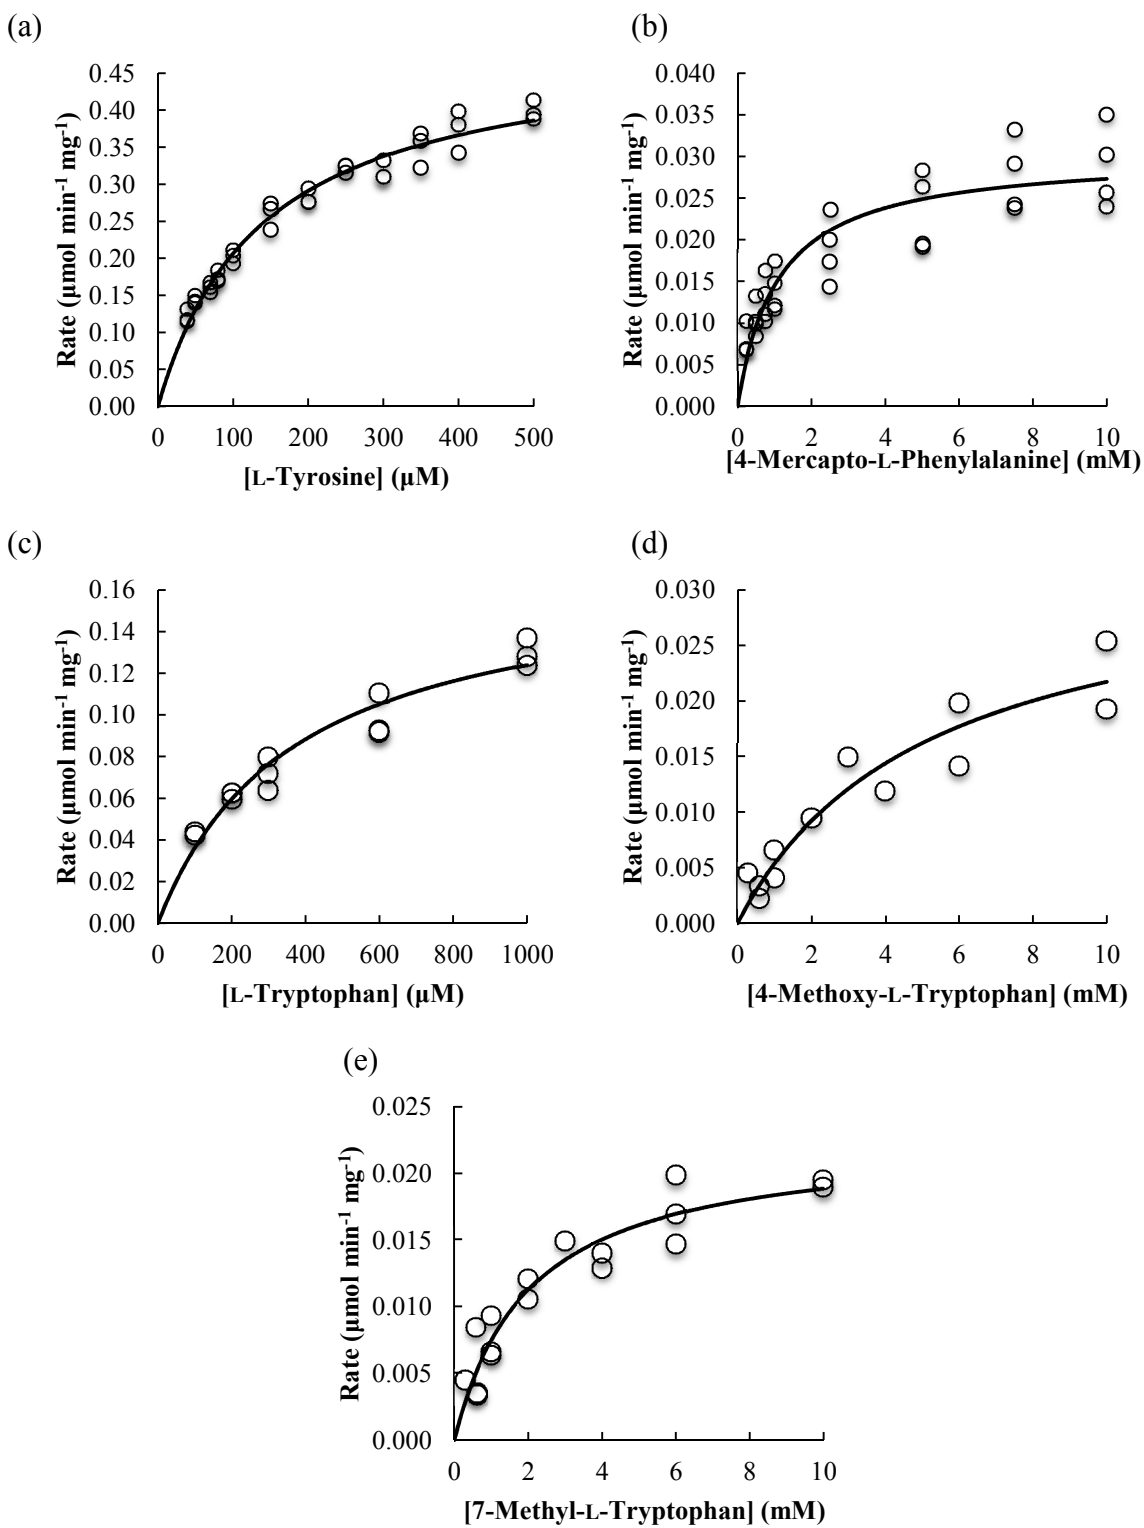 (a)
(b)
0.45
0.40
0.35
0.30
0.25
0.20
0.15
0.10
0.05
0.00
Rate (µmol min⁻¹ mg⁻¹)
0 100 200 300 400 500
[L-Tyrosine] (µM)
0.040
0.035
0.030
0.025
0.020
0.015
0.010
0.005
0.000
Rate (µmol min⁻¹ mg⁻¹)
0 2 4 6 8 10
[4-Mercapto-L-Phenylalanine] (mM)
(c)
(d)
0.16
0.14
0.12
0.10
0.08
0.06
0.04
0.02
0.00
Rate (µmol min⁻¹ mg⁻¹)
0 200 400 600 800 1000
[L-Tryptophan] (µM)
0.030
0.025
0.020
0.015
0.010
0.005
0.000
Rate (µmol min⁻¹ mg⁻¹)
0 2 4 6 8 10
[4-Methoxy-L-Tryptophan] (mM)
(e)
0.025
0.020
0.015
0.010
0.005
0.000
Rate (µmol min⁻¹ mg⁻¹)
0 2 4 6 8 10
[7-Methyl-L-Tryptophan] (mM)